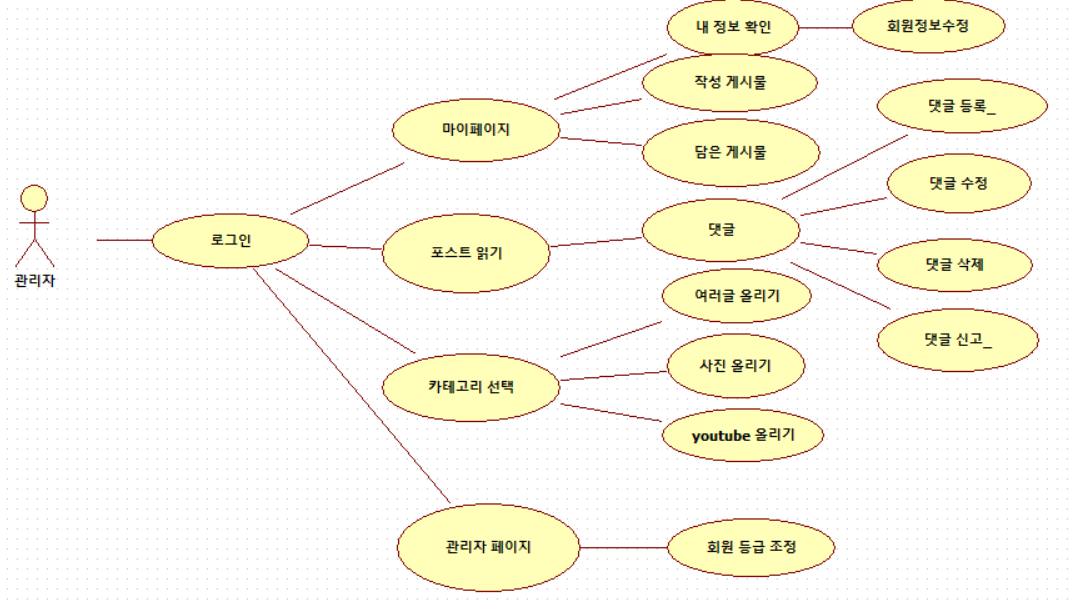 내 정보 확인
회원정보수정
작성 게시물
댓글 등록_
마이페이지
담은 게시물
댓글 수정
로그인
포스트 읽기
댓글
댓글 삭제
관리자
여러글 올리기
댓글 신고_
카테고리 선택
사진 올리기
youtube 올리기
관리자 페이지
회원 등급 조정